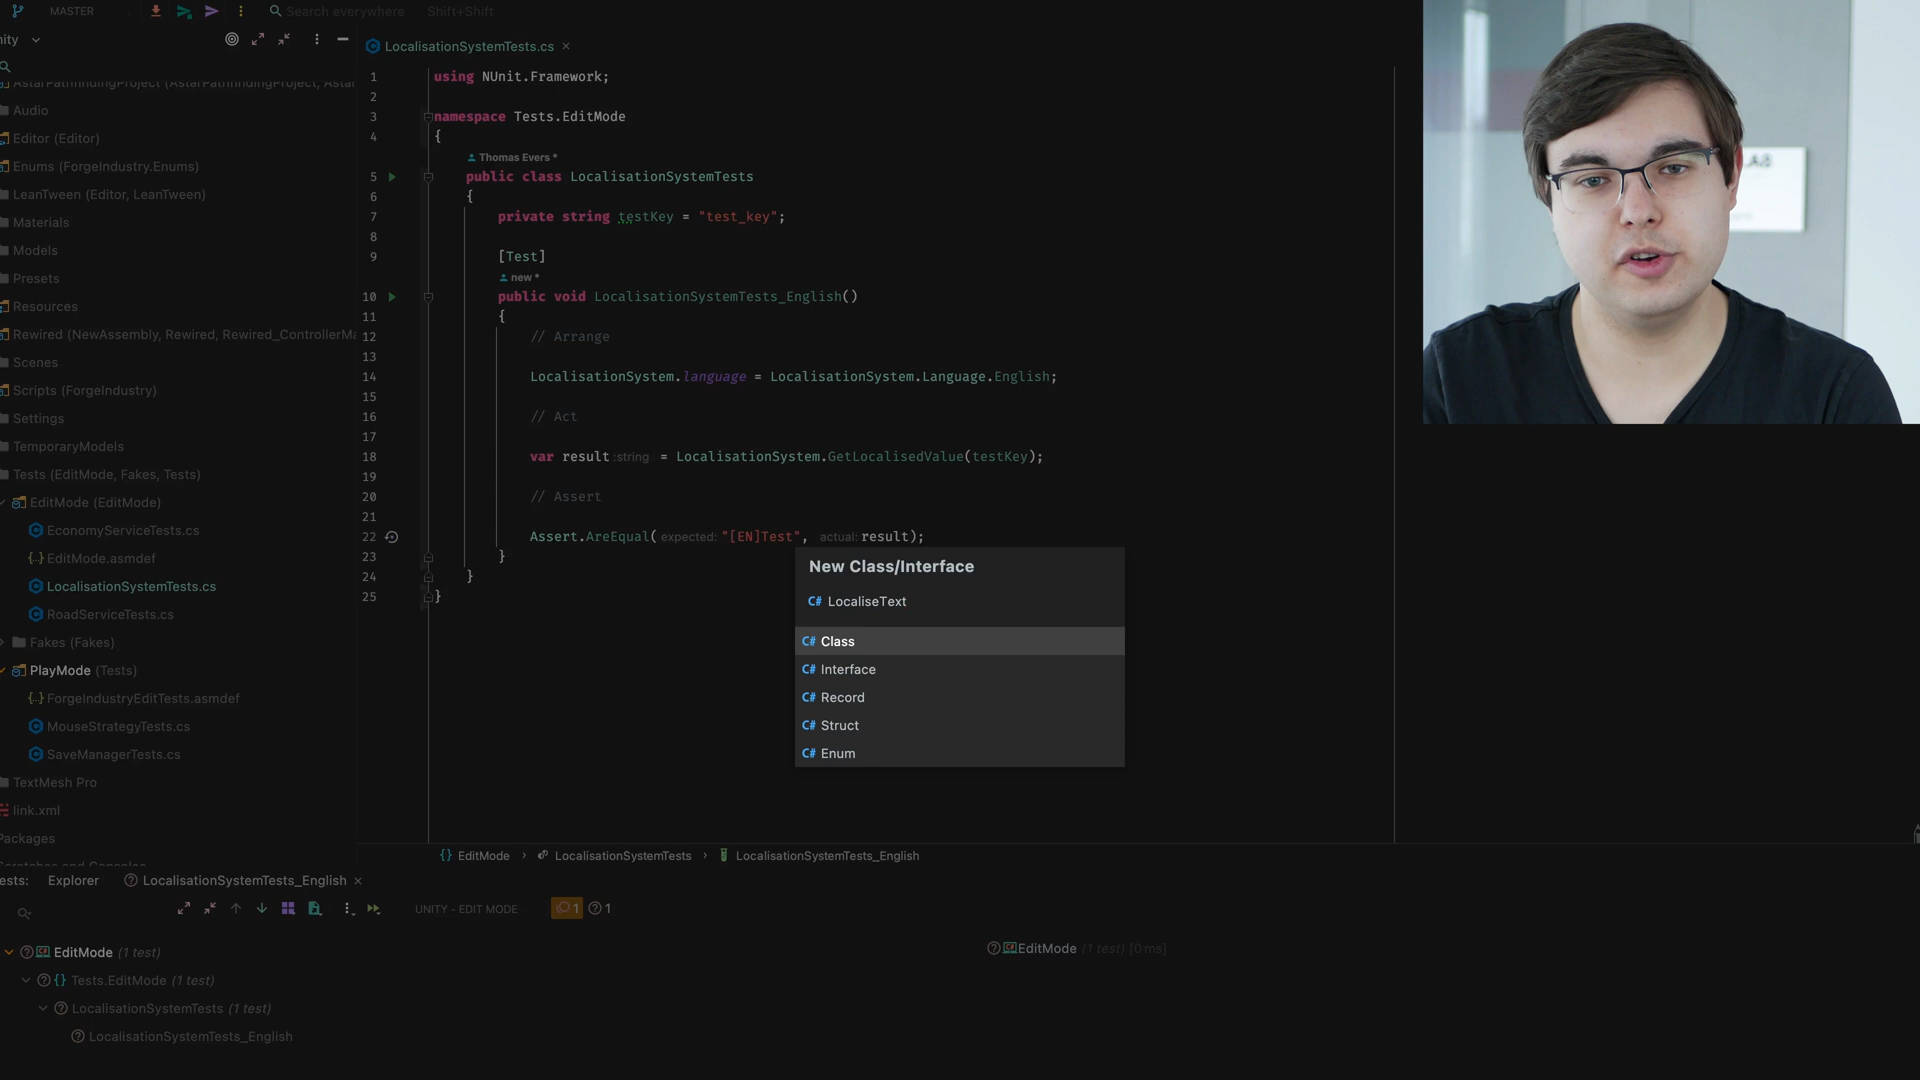 MASTER
Search everywhere Shift+Shift
nity
LocalisationSystemTests.cs
AstarPathfindingProject (AstarPathfindingProject, Astar
Audio
Editor (Editor)
Enums (ForgeIndustry.Enums)
LeanTween (Editor, LeanTween)
Materials
Models
Presets
Resources
Rewired (NewAssembly, Rewired, Rewired_ControllerMa
Scenes
Scripts (ForgeIndustry)
Settings
TemporaryModels
Tests (EditMode, Fakes, Tests)
EditMode (EditMode)
EconomyServiceTests.cs
EditMode.asmdef
LocalisationSystemTests.cs
RoadServiceTests.cs
Fakes (Fakes)
PlayMode (Tests)
ForgeIndustryEditTests.asmdef
MouseStrategyTests.cs
SaveManagerTests.cs
TextMesh Pro
link.xml
Packages
Scratches and Consoles
1 using NUnit.Framework;
2
3 namespace Tests.EditMode
4 {
Thomas Evers *
5 public class LocalisationSystemTests
6 {
7 private string testKey = "test_key";
8
9 [Test]
new *
10 public void LocalisationSystemTests_English()
11 {
12 // Arrange
13
14 LocalisationSystem.language = LocalisationSystem.Language.English;
15
16 // Act
17
18 var result :string = LocalisationSystem.GetLocalisedValue(testKey);
19
20 // Assert
21
22 Assert.AreEqual( expected: "[EN]Test", actual: result);
23 }
24 }
25 }
New Class/Interface
C# LocaliseText
C# Class
C# Interface
C# Record
C# Struct
C# Enum
{} EditMode › LocalisationSystemTests › LocalisationSystemTests_English
ests: Explorer LocalisationSystemTests_English
UNITY - EDIT MODE 1 1
EditMode (1 test)
Tests.EditMode (1 test)
LocalisationSystemTests (1 test)
LocalisationSystemTests_English
EditMode (1 test) [0 ms]